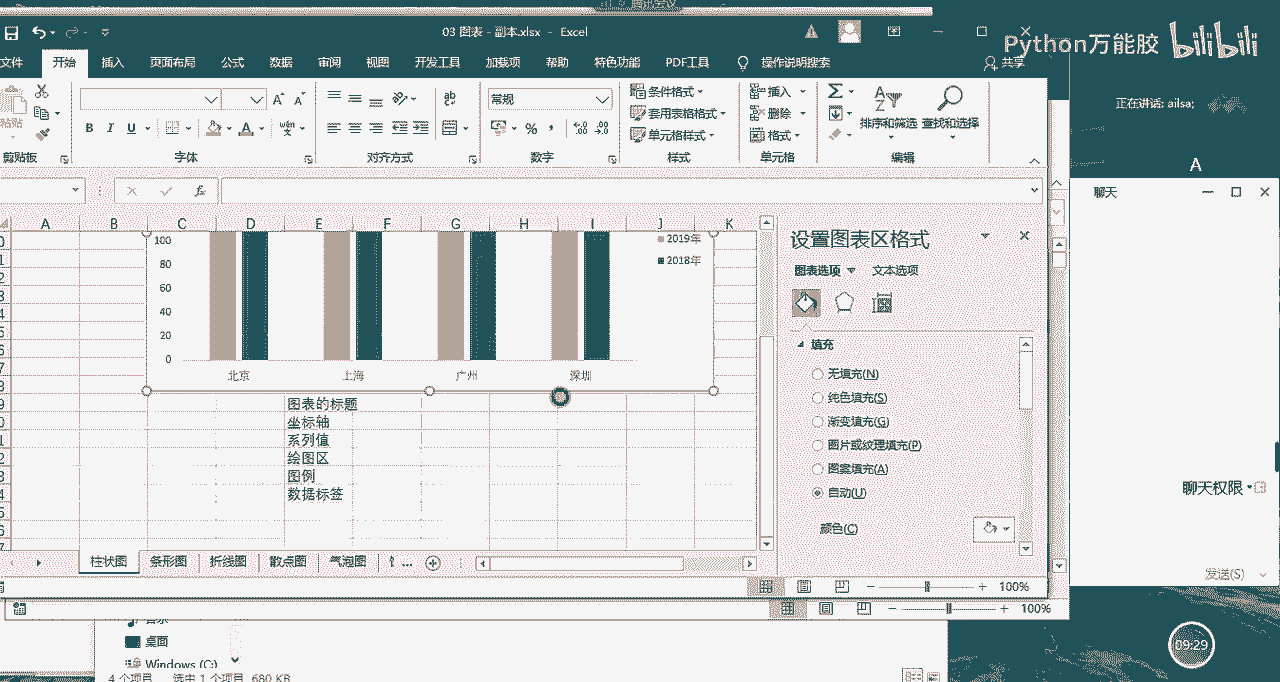 腾讯会议
03 图表 - 副本.xlsx - Excel
Python万能胶 bilibili
文件 开始 插入 页面布局 公式 数据 审阅 视图 开发工具 加载项 帮助 特色功能 PDF工具 操作说明搜索 共享
正在讲话: ailsa;
粘贴
B I U
常规
条件格式
套用表格格式
单元格样式
插入
删除
格式
排序和筛选 查找和选择
剪贴板 字体 对齐方式 数字 样式 单元格 编辑
A
聊天
A B C D E F G H I J K
设置图表区格式
图表选项 文本选项
100
80
60
40
20
0
2019年
2018年
北京 上海 广州 深圳
填充
无填充(N)
纯色填充(S)
渐变填充(G)
图片或纹理填充(P)
图案填充(A)
自动(U)
颜色(C)
图表的标题
坐标轴
系列值
绘图区
图例
数据标签
聊天权限
发送(S)
柱状图 条形图 折线图 散点图 气泡图 ...
100%
100%
音乐
桌面
Windows (C:)
4 个项目 选中 1 个项目 680 KB
09:29